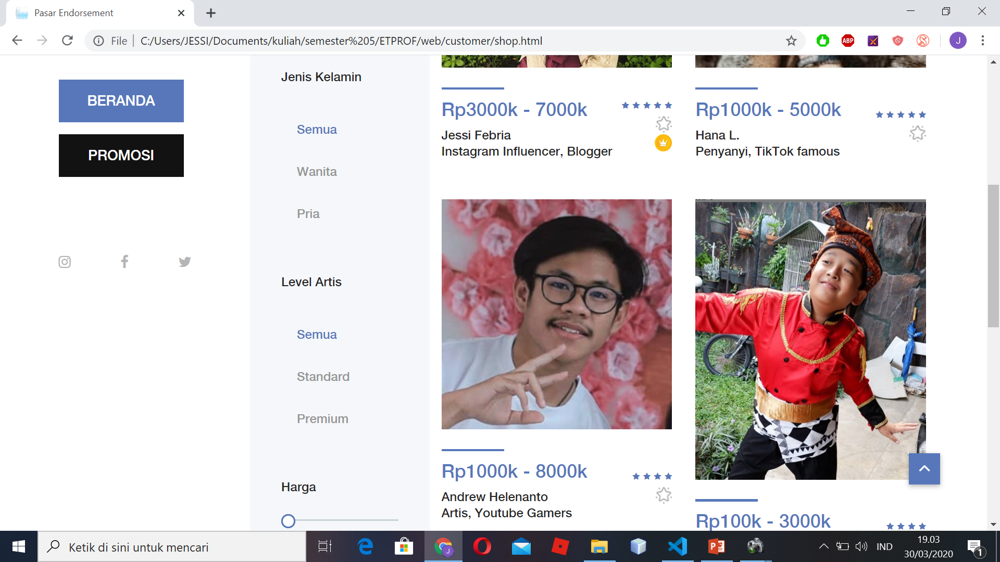 Pasar Endorsement
File
C:/Users/JESSI/Documents/kuliah/semester%205/ETPROF/web/customer/shop.html
ABP
J
BERANDA
PROMOSI
Jenis Kelamin
Semua
Wanita
Pria
Level Artis
Semua
Standard
Premium
Harga
Rp3000k - 7000k
Jessi Febria
Instagram Influencer, Blogger
Rp1000k - 5000k
Hana L.
Penyanyi, TikTok famous
Rp1000k - 8000k
Andrew Helenanto
Artis, Youtube Gamers
Rp100k - 3000k
Ketik di sini untuk mencari
J
IND
19.03
30/03/2020
1